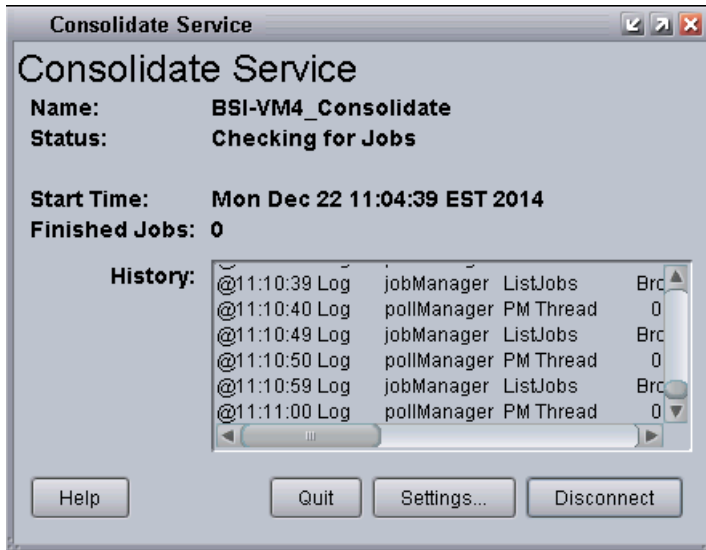 Consolidate Service
Consolidate Service
Name: BSI-VM4_Consolidate
Status: Checking for Jobs
Start Time: Mon Dec 22 11:04:39 EST 2014
Finished Jobs: 0
History:
@11:10:39 Log jobManager ListJobs Bro
@11:10:40 Log pollManager PM Thread 0
@11:10:49 Log jobManager ListJobs Bro
@11:10:50 Log pollManager PM Thread 0
@11:10:59 Log jobManager ListJobs Bro
@11:11:00 Log pollManager PM Thread 0
Help Quit Settings... Disconnect